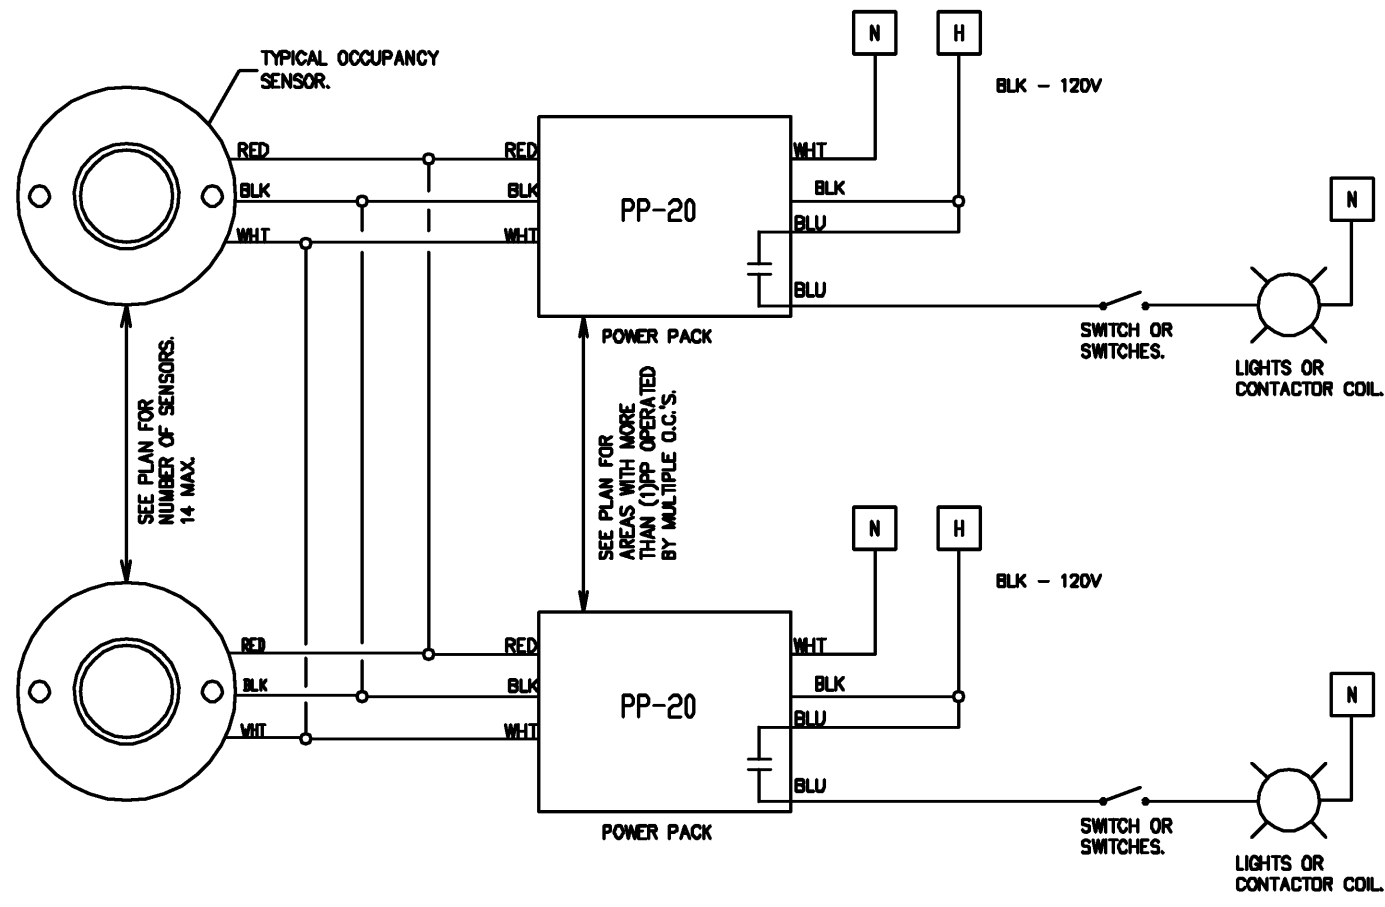 N
H
TYPICAL OCCUPANCY
SENSOR.
BLK - 120V
RED
RED
WHT
BLK
BLK
BLK
PP-20
N
WHT
WHT
BLU
BLU
SWITCH OR
SWITCHES.
POWER PACK
LIGHTS OR
CONTACTOR COIL.
SEE PLAN FOR
NUMBER OF SENSORS.
14 MAX.
SEE PLAN FOR
AREAS WITH MORE
THAN (1)PP OPERATED
BY MULTIPLE O.C.'S.
N
H
BLK - 120V
RED
RED
WHT
BLK
BLK
BLK
PP-20
N
WHT
WHT
BLU
BLU
SWITCH OR
SWITCHES.
POWER PACK
LIGHTS OR
CONTACTOR COIL.